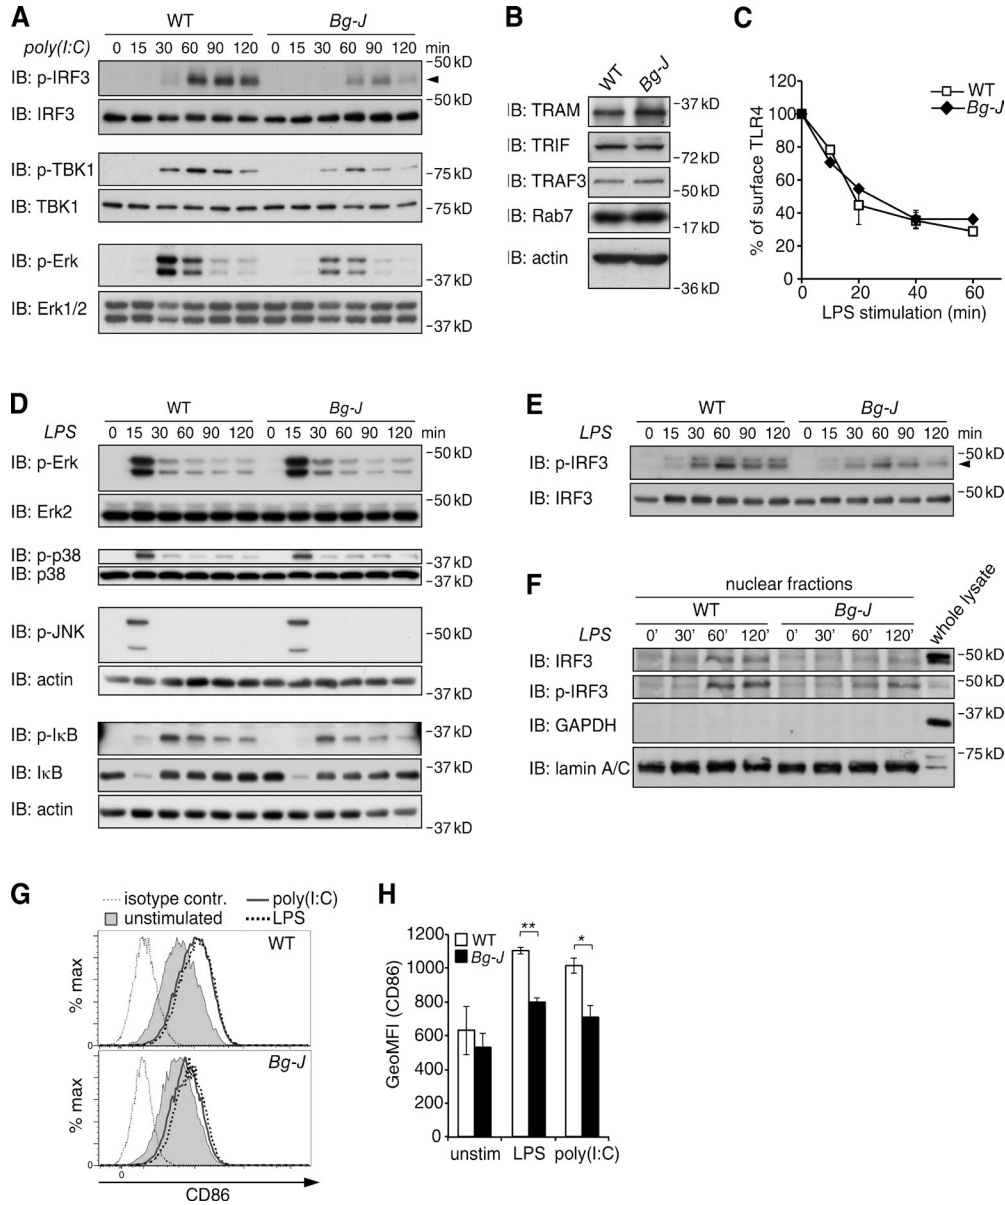 A
WT Bg-J
poly(I:C) 0 15 30 60 90 120 0 15 30 60 90 120 min
IB: p-IRF3
-50 kD
IB: IRF3
-50 kD
IB: p-TBK1
-75 kD
IB: TBK1
-75 kD
IB: p-Erk
-37 kD
IB: Erk1/2
-37 kD
B
WT Bg-J
IB: TRAM
-37 kD
IB: TRIF
-72 kD
IB: TRAF3
-50 kD
IB: Rab7
-17 kD
IB: actin
-36 kD
C
WT
Bg-J
% of surface TLR4
120
100
80
60
40
20
0
0 20 40 60
LPS stimulation (min)
D
WT Bg-J
LPS 0 15 30 60 90 120 0 15 30 60 90 120 min
IB: p-Erk
-50 kD
IB: Erk2
-50 kD
IB: p-p38
-37 kD
IB: p38
-37 kD
IB: p-JNK
-50 kD
IB: actin
-37 kD
IB: p-IκB
-37 kD
IB: IκB
-37 kD
IB: actin
-37 kD
E
WT Bg-J
LPS 0 15 30 60 90 120 0 15 30 60 90 120 min
IB: p-IRF3
-50 kD
IB: IRF3
-50 kD
F
nuclear fractions
WT Bg-J
whole lysate
LPS 0' 30' 60' 120' 0' 30' 60' 120'
IB: IRF3
-50 kD
IB: p-IRF3
-50 kD
IB: GAPDH
-37 kD
IB: lamin A/C
-75 kD
G
isotype contr. poly(I:C)
unstimulated LPS
WT
% max
0
Bg-J
% max
0
0
CD86
H
WT
Bg-J
**
*
GeoMFI (CD86)
1200
1000
800
600
400
200
0
unstim LPS poly(I:C)